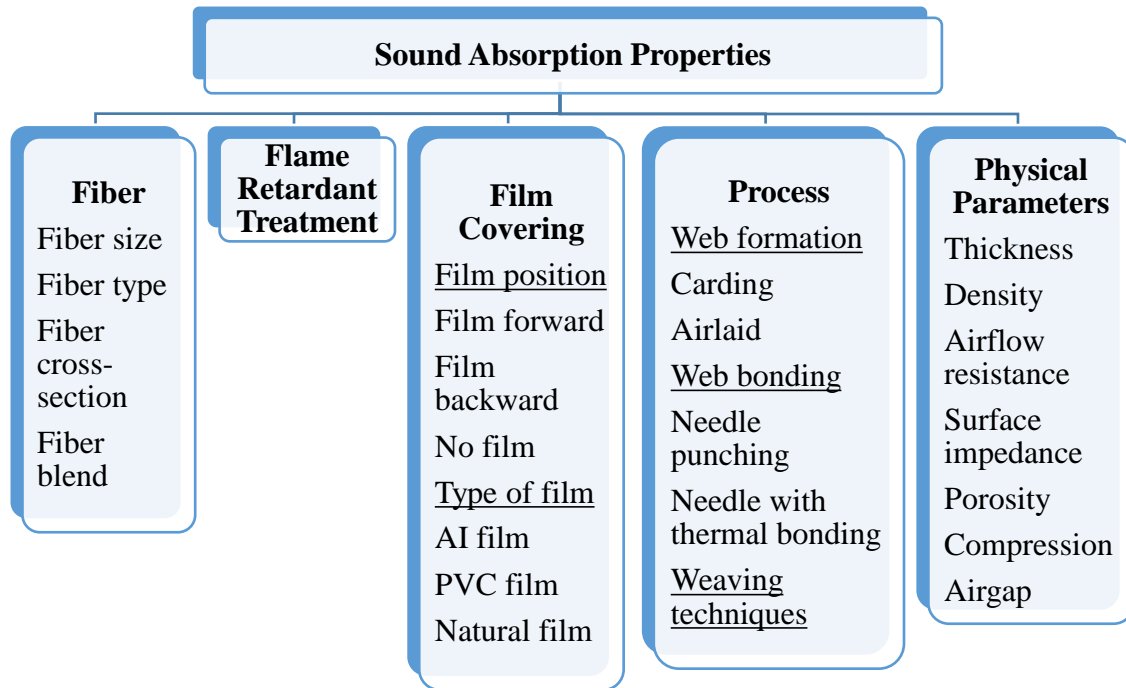 Sound Absorption Properties
Fiber
Fiber size
Fiber type
Fiber
cross-
section
Fiber
blend
Flame
Retardant
Treatment
Film
Covering
Film position
Film forward
Film
backward
No film
Type of film
AI film
PVC film
Natural film
Process
Web formation
Carding
Airlaid
Web bonding
Needle
punching
Needle with
thermal bonding
Weaving
techniques
Physical
Parameters
Thickness
Density
Airflow
resistance
Surface
impedance
Porosity
Compression
Airgap